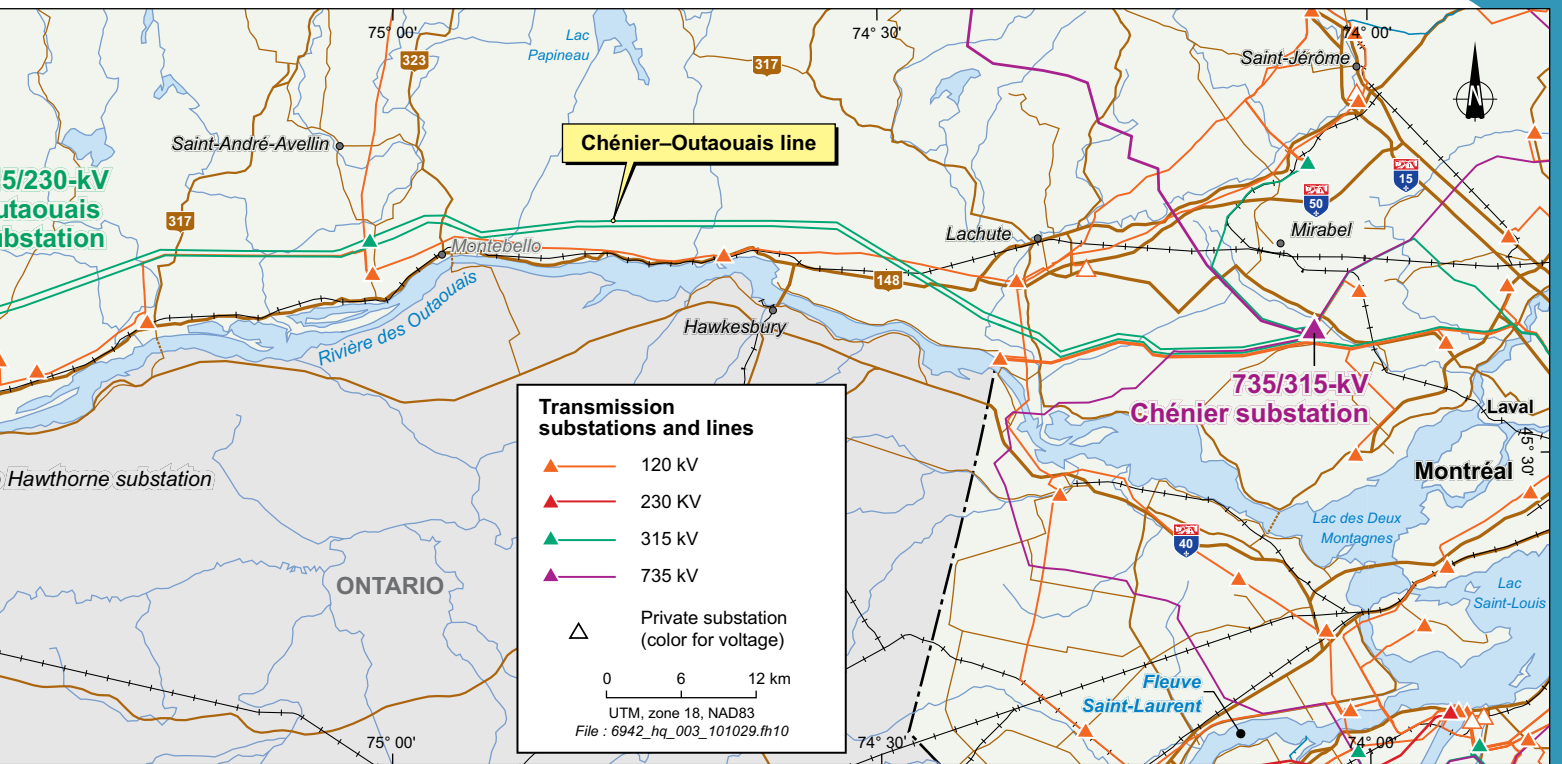 75° 00'
74° 30'
74° 00'
Lac
Papineau
323
317
Saint-Jérôme
N
Saint-André-Avellin
Chénier–Outaouais line
15
5/230-kV
utaouais
ubstation
317
50
Mirabel
Lachute
Montebello
148
Rivière des Outaouais
Hawkesbury
735/315-kV
Chénier substation
Laval
45° 30'
Montréal
Hawthorne substation
Transmission
substations and lines
120 kV
230 KV
315 kV
735 kV
Private substation
(color for voltage)
0 6 12 km
UTM, zone 18, NAD83
File : 6942_hq_003_101029.fh10
Lac des Deux
Montagnes
40
ONTARIO
Lac
Saint-Louis
Fleuve
Saint-Laurent
75° 00'
74° 30'
74° 00'